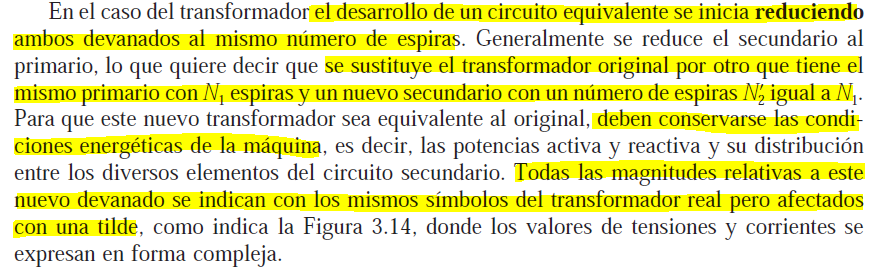 En el caso del transformador el desarrollo de un circuito equivalente se inicia reduciendo
ambos devanados al mismo número de espiras. Generalmente se reduce el secundario al
primario, lo que quiere decir que se sustituye el transformador original por otro que tiene el
mismo primario con N₁ espiras y un nuevo secundario con un número de espiras N₂′ igual a N₁.
Para que este nuevo transformador sea equivalente al original, deben conservarse las condi-
ciones energéticas de la máquina, es decir, las potencias activa y reactiva y su distribución
entre los diversos elementos del circuito secundario. Todas las magnitudes relativas a este
nuevo devanado se indican con los mismos símbolos del transformador real pero afectados
con una tilde, como indica la Figura 3.14, donde los valores de tensiones y corrientes se
expresan en forma compleja.